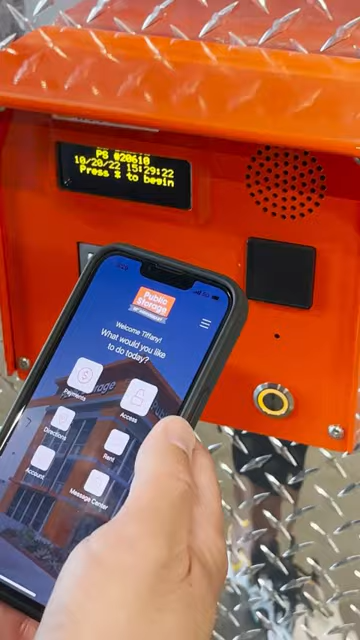 PS #20610
10/20/22 15:29:22
Press * to begin
Public
Storage
Welcome Tiffany!
What would you like
to do today?
Payments
Access
Directions
Rent
Account
Message Center